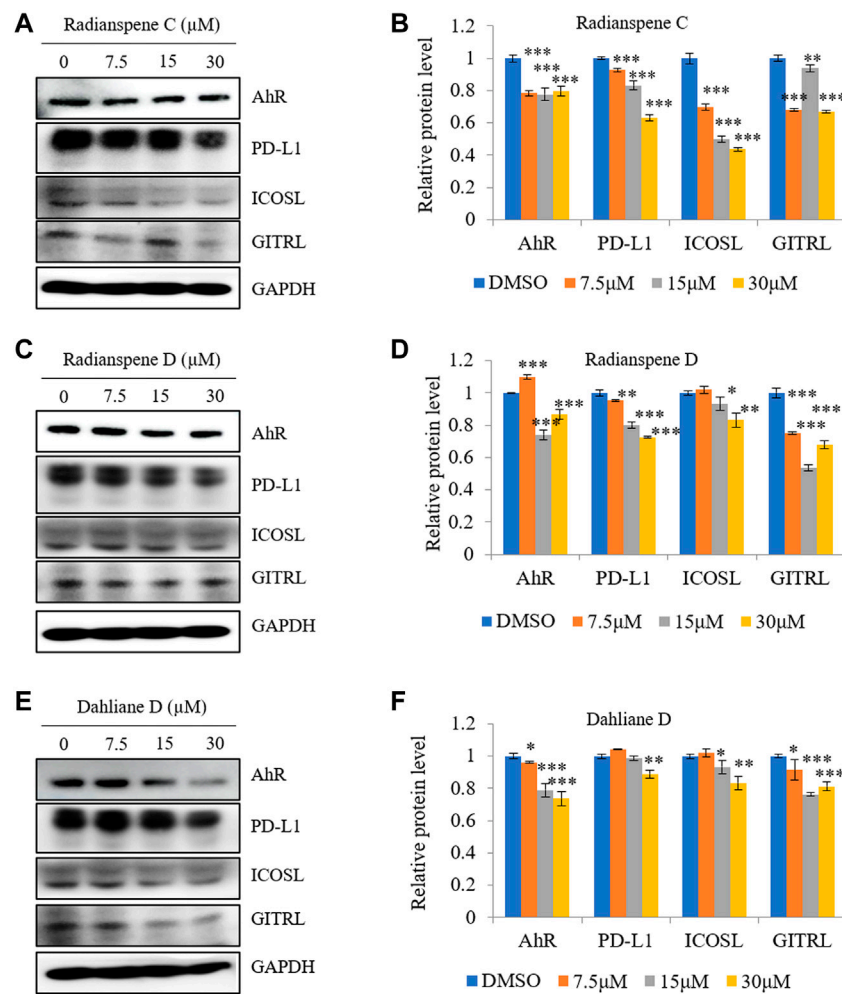 A
Radianspene C (µM)
0 7.5 15 30
AhR
PD-L1
ICOSL
GITRL
GAPDH
B
Radianspene C
Relative protein level
1.2
1
0.8
0.6
0.4
0.2
0
*** *** *** *** *** *** *** *** *** *** ** ***
AhR PD-L1 ICOSL GITRL
DMSO 7.5µM 15µM 30µM
C
Radianspene D (µM)
0 7.5 15 30
AhR
PD-L1
ICOSL
GITRL
GAPDH
D
Radianspene D
Relative protein level
1.2
1
0.8
0.6
0.4
0.2
0
*** *** *** ** *** *** * ** *** *** ***
AhR PD-L1 ICOSL GITRL
DMSO 7.5µM 15µM 30µM
E
Dahliane D (µM)
0 7.5 15 30
AhR
PD-L1
ICOSL
GITRL
GAPDH
F
Dahliane D
Relative protein level
1.2
1
0.8
0.6
0.4
0.2
0
* *** *** ** * ** * *** ***
AhR PD-L1 ICOSL GITRL
DMSO 7.5µM 15µM 30µM